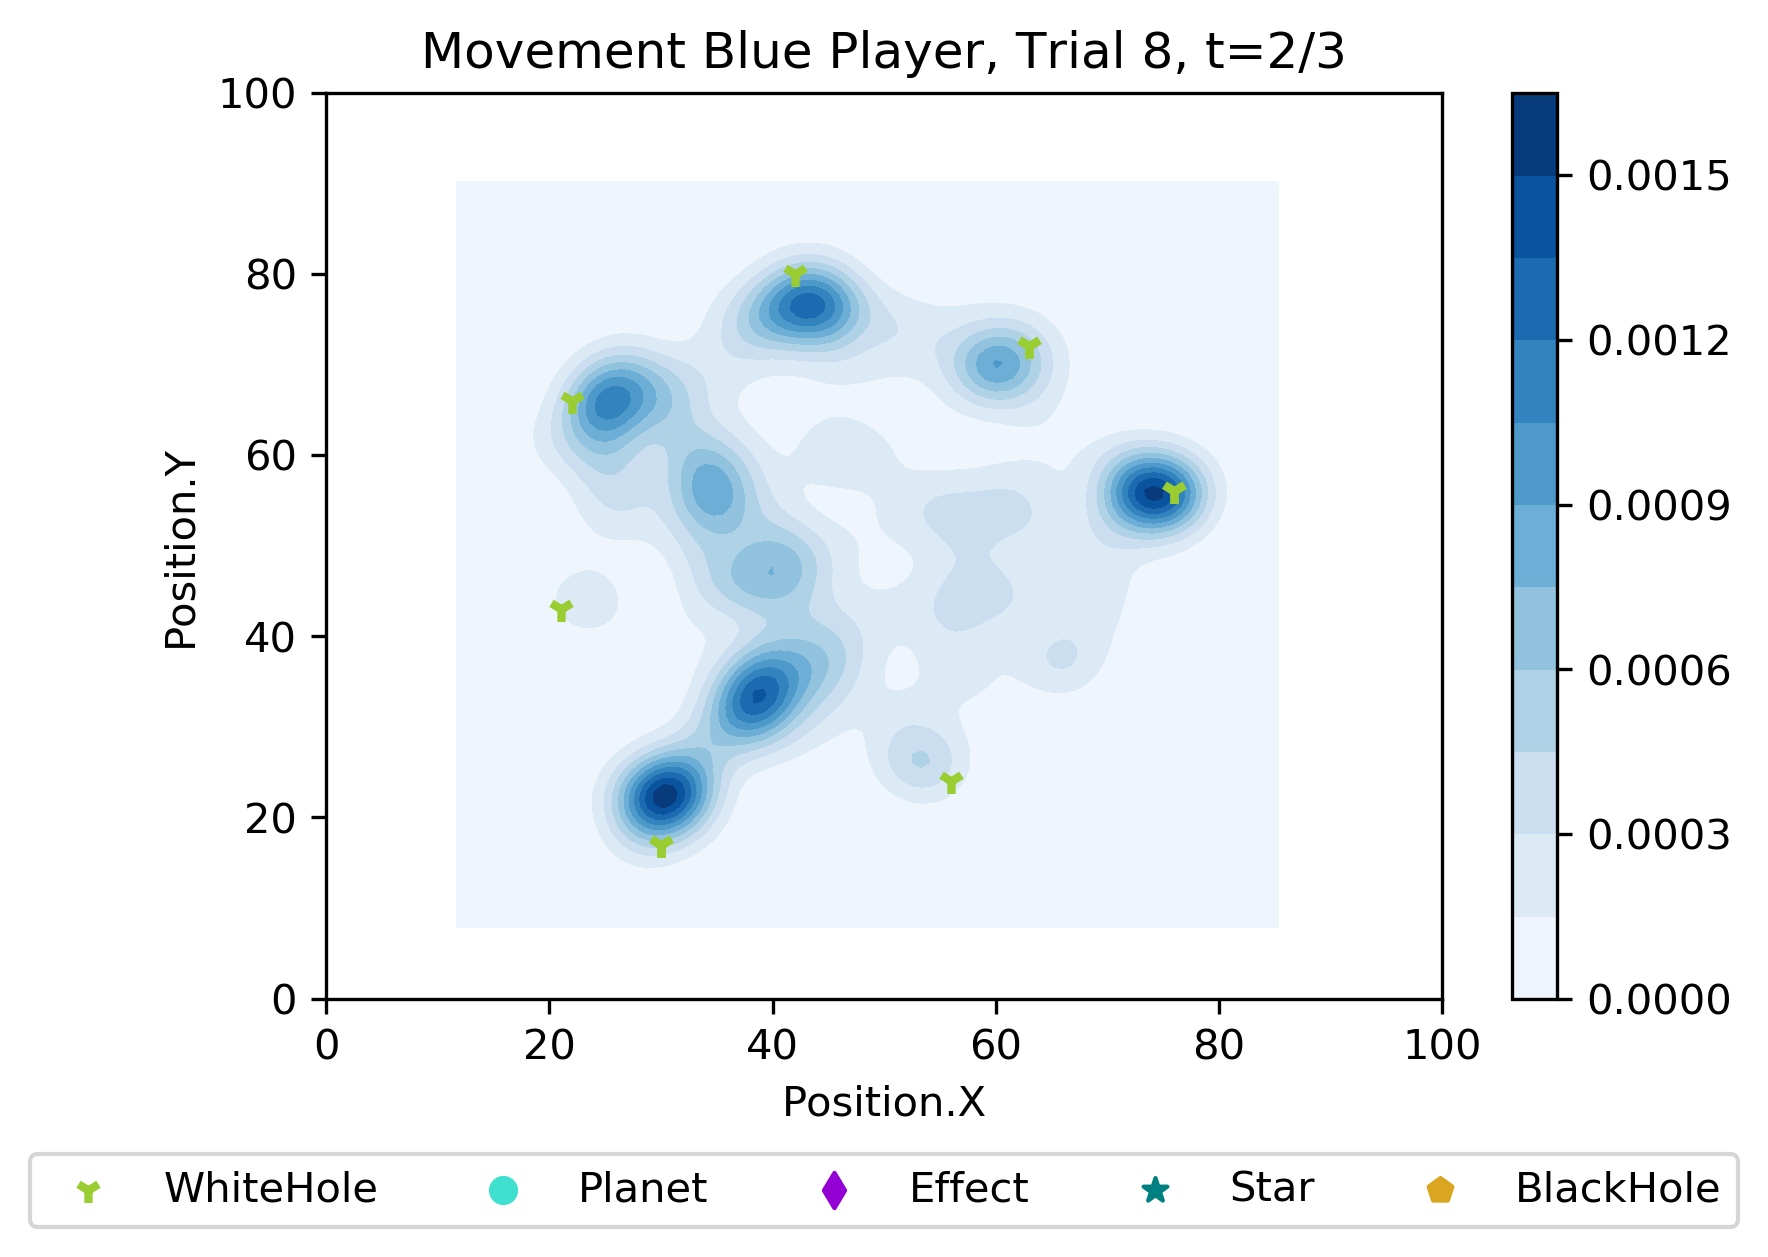 Movement Blue Player, Trial 8, t=2/3
100
80
60
40
20
0
Position.Y
0 20 40 60 80 100
Position.X
0.0015
0.0012
0.0009
0.0006
0.0003
0.0000
WhiteHole Planet Effect Star BlackHole